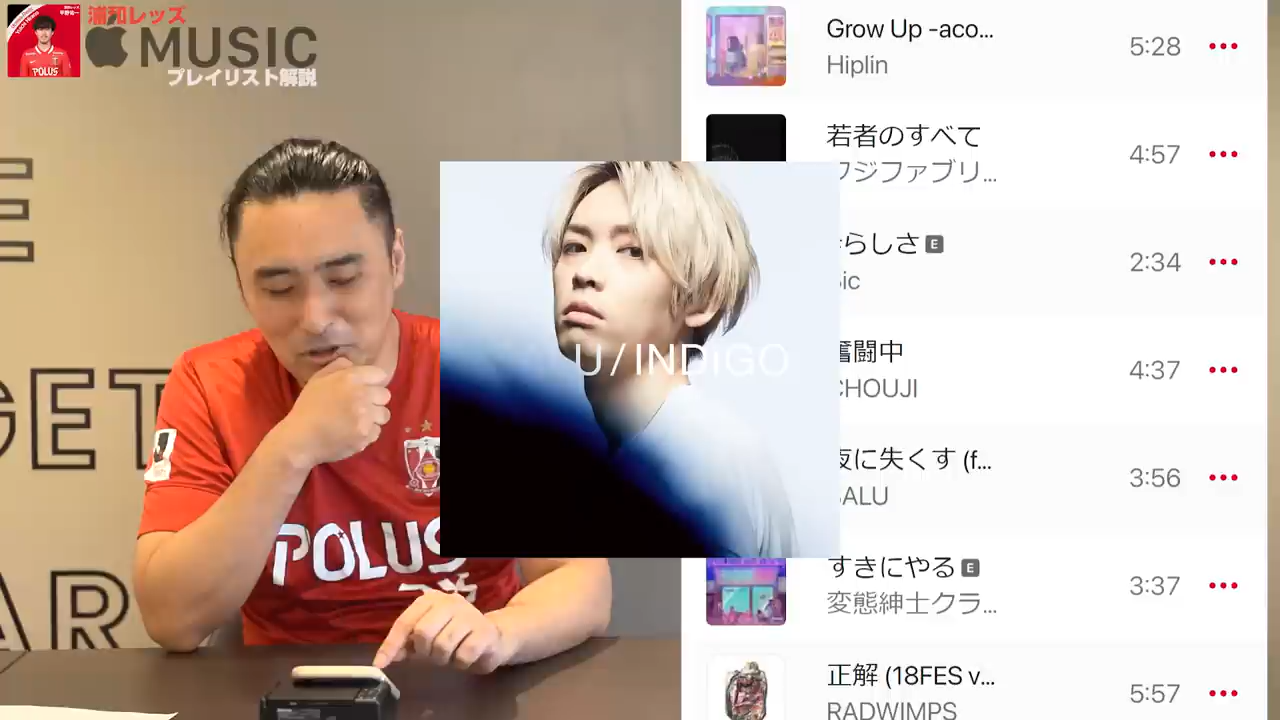 浦和レッズ
MUSIC
プレイリスト解説
POLUS
GET
AR
POLUS
U/INDiGO
Grow Up -aco...
Hiplin
5:28
若者のすべて
フジファブリ...
4:57
らしさ E
ic
2:34
奮闘中
CHOUJI
4:37
夜に失くす (f...
SALU
3:56
すきにやる E
変態紳士クラ...
3:37
正解 (18FES v...
RADWIMPS
5:57